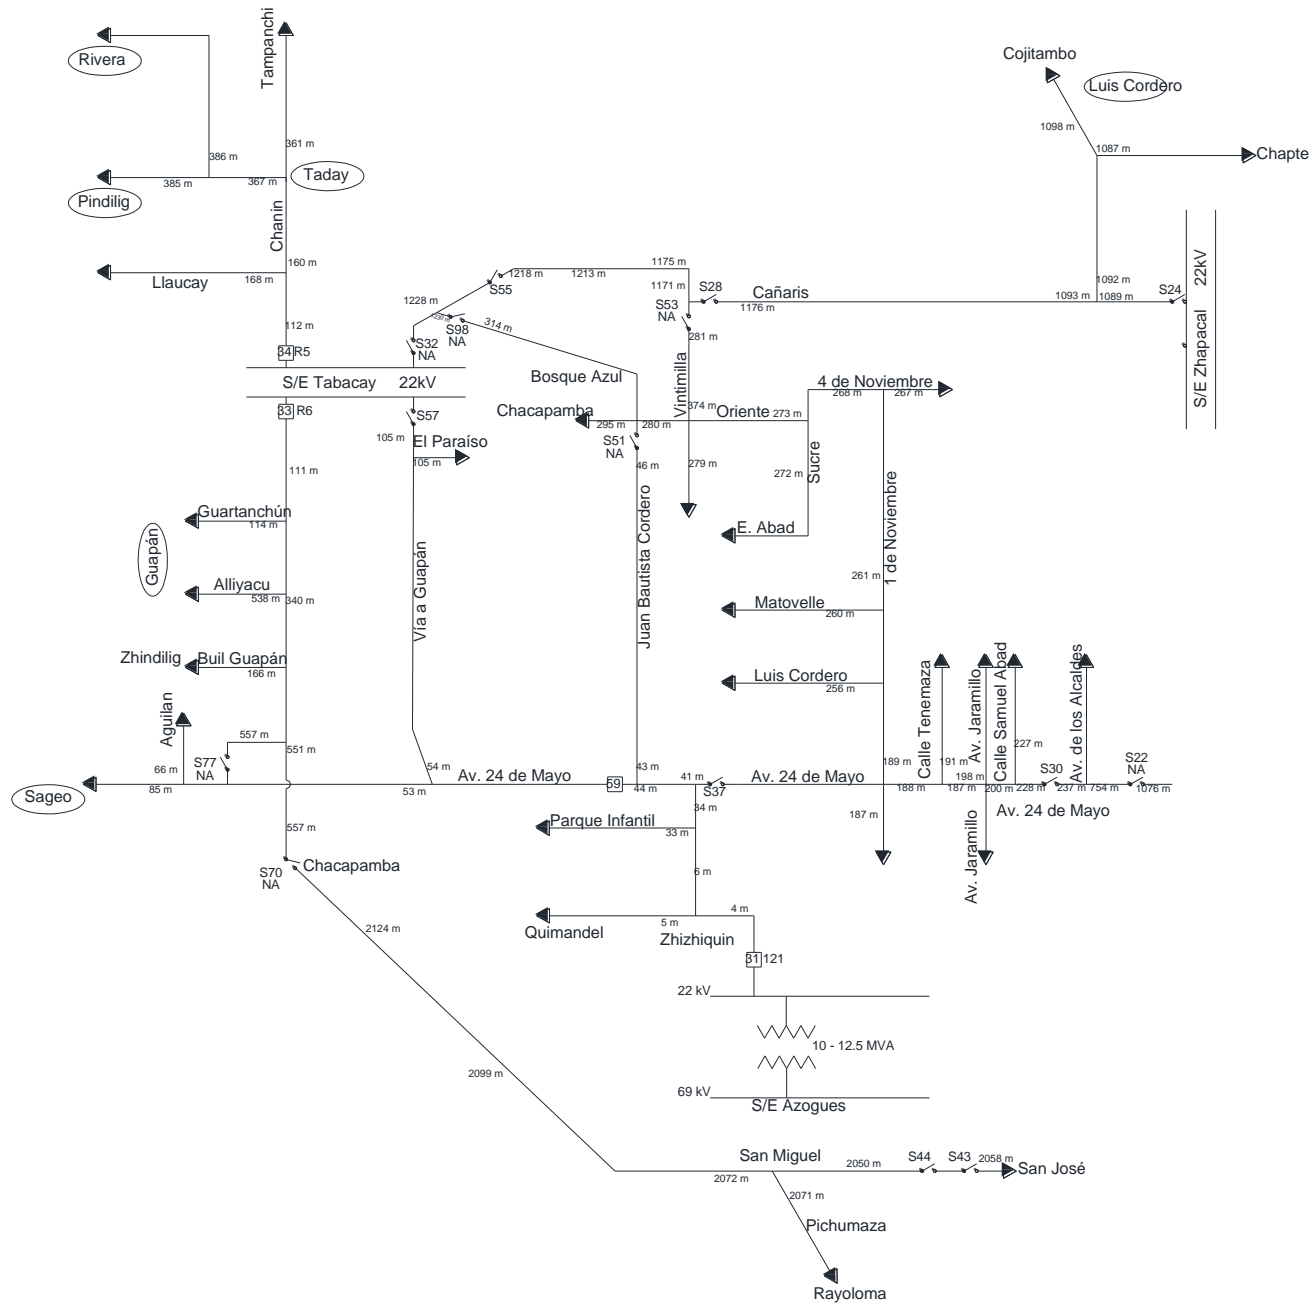 Tampanchi
Rivera
Cojitambo
Luis Cordero
1098 m
361 m
386 m
1087 m
Chapte
385 m
367 m
Taday
Pindilig
Chanin
160 m
168 m
Llaucay
1175 m
1218 m
1213 m
S55
1171 m
S28
Cañaris
1176 m
1092 m
1093 m
1089 m
S24
S/E Zhapacal 22kV
1228 m
S98
NA
314 m
S53
NA
281 m
112 m
34 R5
S32
NA
S/E Tabacay 22kV
Bosque Azul
Vintimilla
4 de Noviembre
268 m
267 m
33 R6
S57
Chacapamba
295 m
280 m
374 m
Oriente
273 m
105 m
El Paraíso
105 m
S51
NA
46 m
279 m
272 m
Sucre
111 m
Guartanchún
114 m
E. Abad
Guapán
Vía a Guapán
Juan Bautista Cordero
1 de Noviembre
261 m
Alliyacu
538 m
340 m
Matovelle
260 m
Zhindilig
Buil Guapán
166 m
Luis Cordero
256 m
Calle Tenemaza
Av. Jaramillo
Calle Samuel Abad
Av. de los Alcaldes
Aguilan
557 m
551 m
227 m
66 m
S77
NA
54 m
Av. 24 de Mayo
43 m
41 m
Av. 24 de Mayo
189 m
191 m
198 m
S30
S22
NA
85 m
53 m
59
44 m
S37
188 m
187 m
200 m
228 m
237 m
754 m
1076 m
Sageo
34 m
187 m
Av. 24 de Mayo
557 m
Parque Infantil
33 m
Av. Jaramillo
S70
NA
Chacapamba
6 m
4 m
5 m
Quimandel
Zhizhiquin
2124 m
31 121
22 kV
10 - 12.5 MVA
2099 m
69 kV
S/E Azogues
San Miguel
2050 m
S44
S43
2058 m
San José
2072 m
2071 m
Pichumaza
Rayoloma